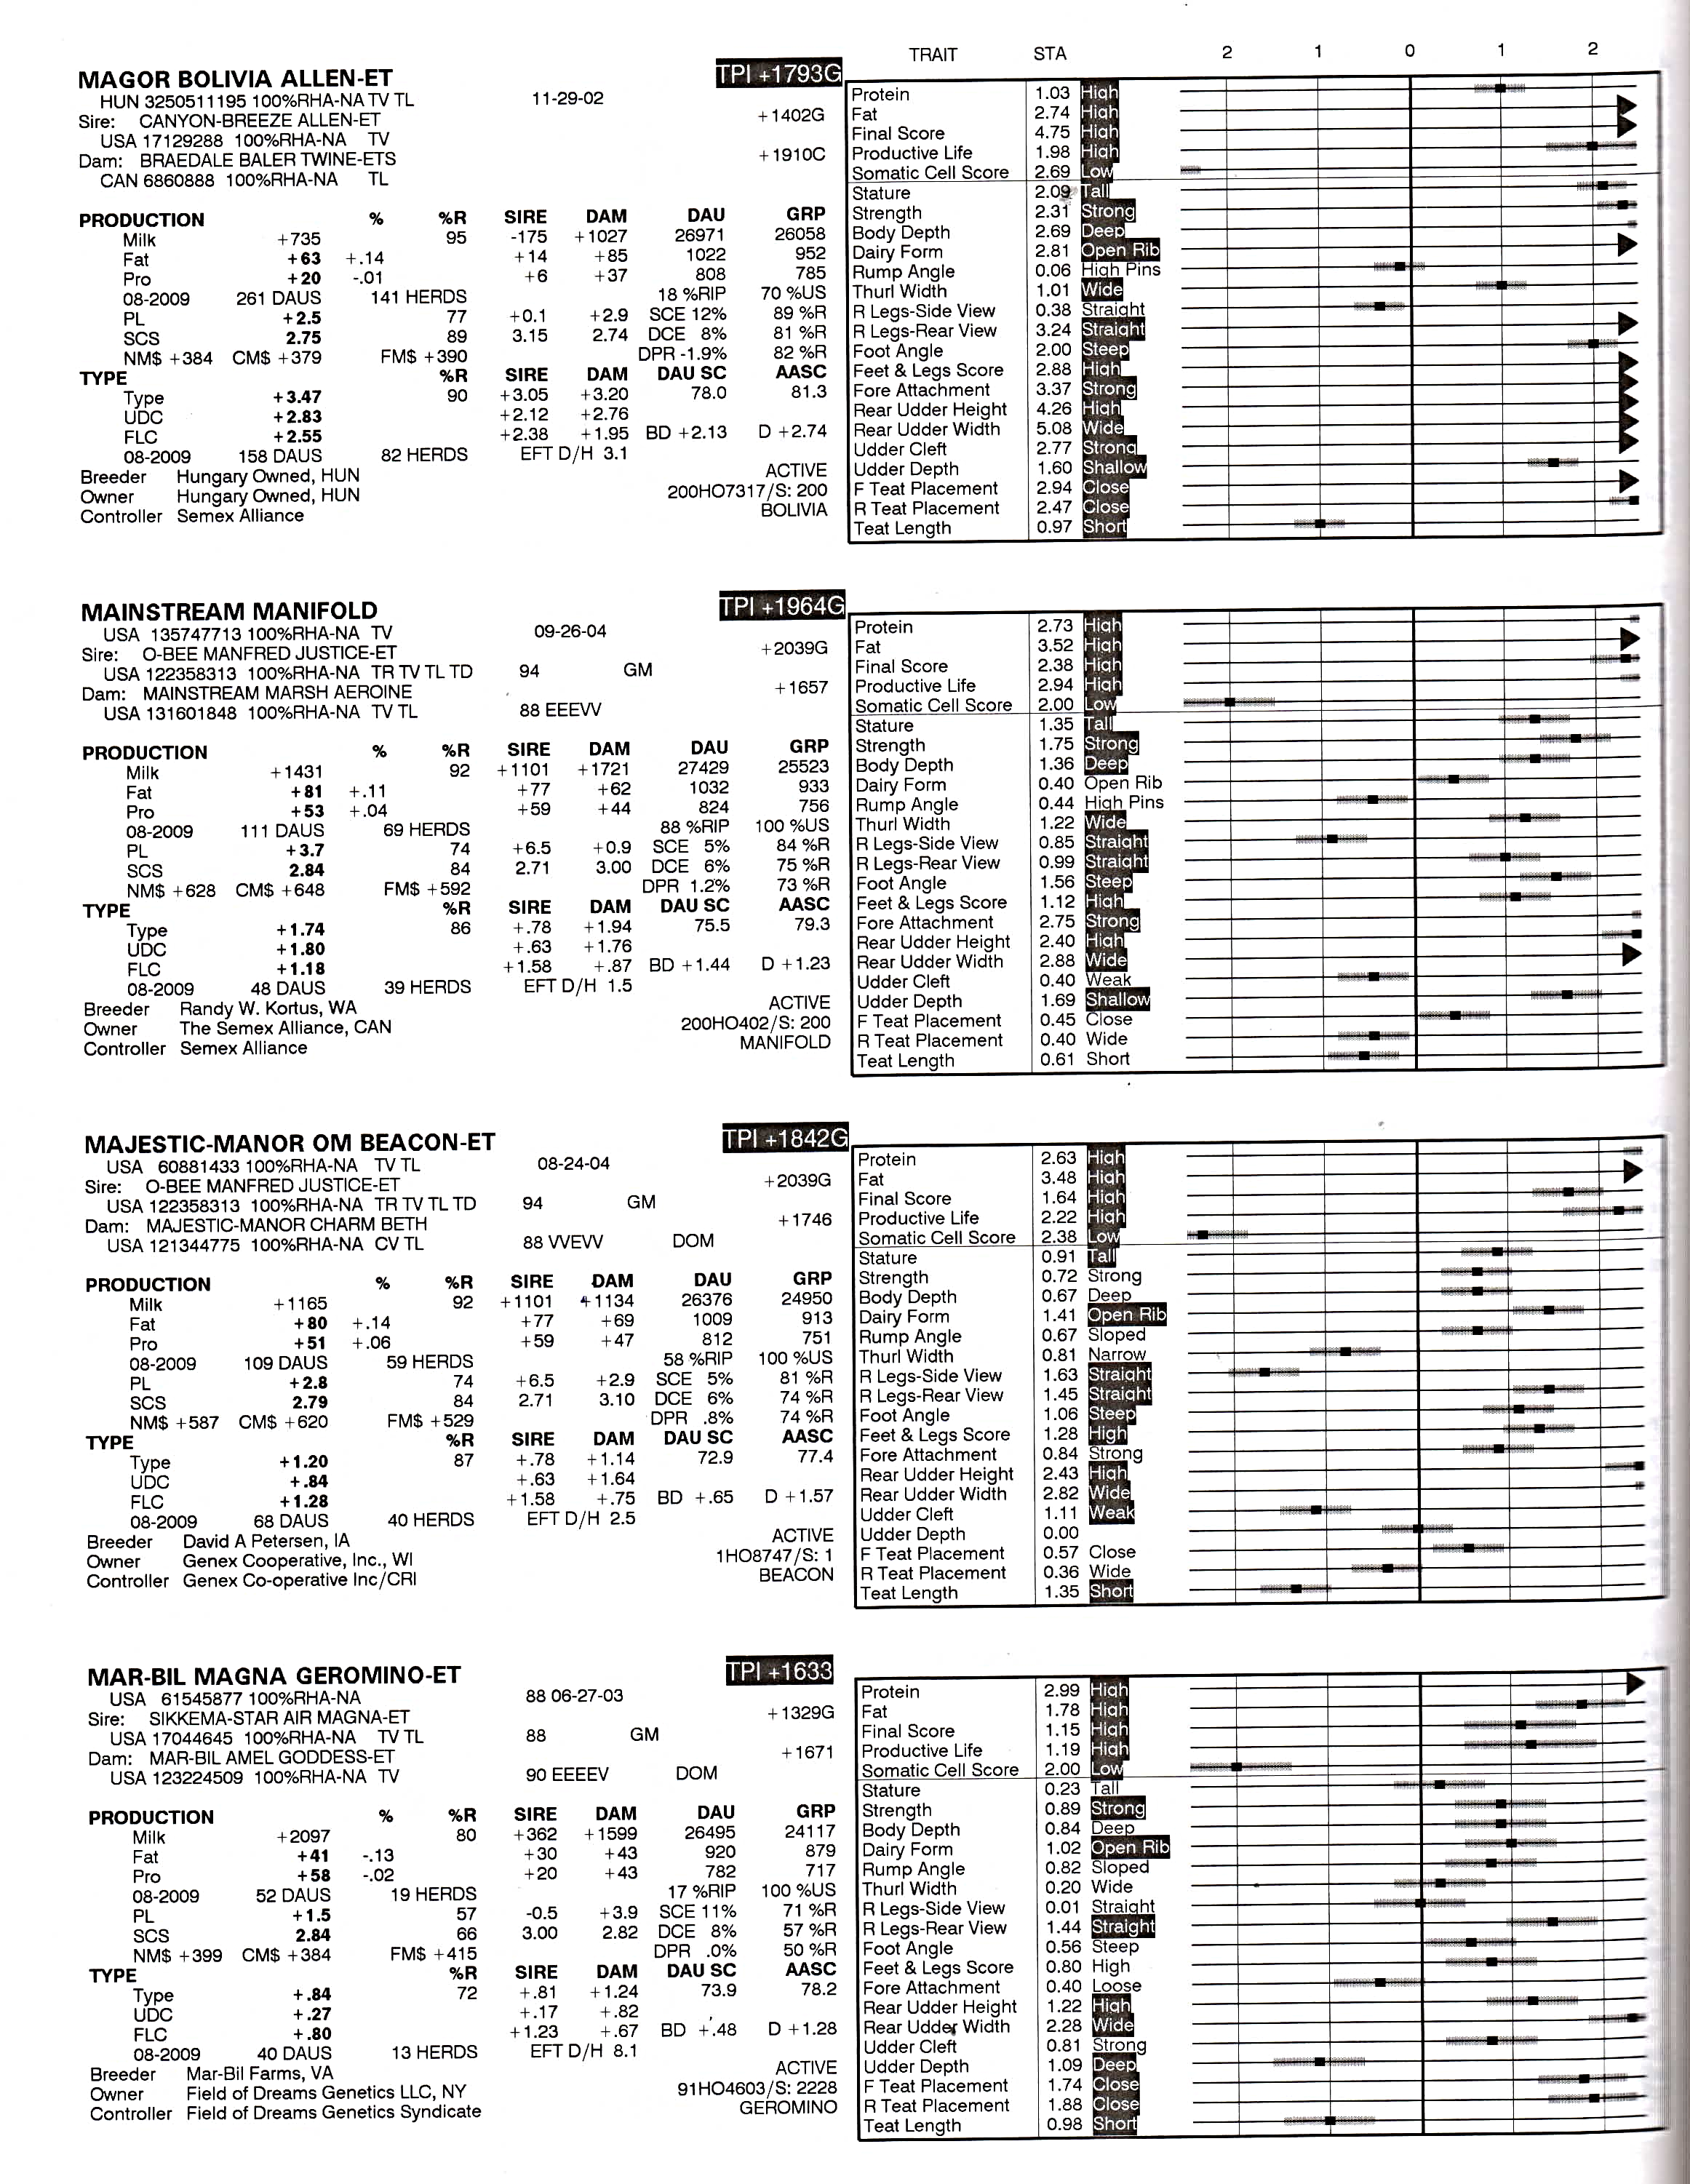 TRAIT STA 2 1 0 1 2
MAGOR BOLIVIA ALLEN-ET TPI +1793G
HUN 3250511195 100%RHA-NA TV TL 11-29-02
+1402G
Sire: CANYON-BREEZE ALLEN-ET
USA 17129288 100%RHA-NA TV
+1910C
Dam: BRAEDALE BALER TWINE-ETS
CAN 6860888 100%RHA-NA TL
PRODUCTION % %R SIRE DAM DAU GRP
Milk +735 95 -175 +1027 26971 26058
Fat +63 +.14 +14 +85 1022 952
Pro +20 -.01 +6 +37 808 785
08-2009 261 DAUS 141 HERDS 18 %RIP 70 %US
PL +2.5 77 +0.1 +2.9 SCE 12% 89 %R
SCS 2.75 89 3.15 2.74 DCE 8% 81 %R
NM$ +384 CM$ +379 FM$ +390 DPR -1.9% 82 %R
TYPE %R SIRE DAM DAU SC AASC
Type +3.47 90 +3.05 +3.20 78.0 81.3
UDC +2.83 +2.12 +2.76
FLC +2.55 +2.38 +1.95 BD +2.13 D +2.74
08-2009 158 DAUS 82 HERDS EFT D/H 3.1
Breeder Hungary Owned, HUN ACTIVE
Owner Hungary Owned, HUN 200HO7317/S: 200
Controller Semex Alliance BOLIVIA
Protein 1.03 High
Fat 2.74 High
Final Score 4.75 High
Productive Life 1.98 High
Somatic Cell Score 2.69 Low
Stature 2.09 Tall
Strength 2.31 Strong
Body Depth 2.69 Deep
Dairy Form 2.81 Open Rib
Rump Angle 0.06 High Pins
Thurl Width 1.01 Wide
R Legs-Side View 0.38 Straight
R Legs-Rear View 3.24 Straight
Foot Angle 2.00 Steep
Feet & Legs Score 2.88 High
Fore Attachment 3.37 Strong
Rear Udder Height 4.26 High
Rear Udder Width 5.08 Wide
Udder Cleft 2.77 Strong
Udder Depth 1.60 Shallow
F Teat Placement 2.94 Close
R Teat Placement 2.47 Close
Teat Length 0.97 Short
MAINSTREAM MANIFOLD TPI +1964G
USA 135747713 100%RHA-NA TV 09-26-04
Sire: O-BEE MANFRED JUSTICE-ET +2039G
USA 122358313 100%RHA-NA TR TV TL TD 94 GM
Dam: MAINSTREAM MARSH AEROINE +1657
USA 131601848 100%RHA-NA TV TL 88 EEEVV
PRODUCTION % %R SIRE DAM DAU GRP
Milk +1431 92 +1101 +1721 27429 25523
Fat +81 +.11 +77 +62 1032 933
Pro +53 +.04 +59 +44 824 756
08-2009 111 DAUS 69 HERDS 88 %RIP 100 %US
PL +3.7 74 +6.5 +0.9 SCE 5% 84 %R
SCS 2.84 84 2.71 3.00 DCE 6% 75 %R
NM$ +628 CM$ +648 FM$ +592 DPR 1.2% 73 %R
TYPE %R SIRE DAM DAU SC AASC
Type +1.74 86 +.78 +1.94 75.5 79.3
UDC +1.80 +.63 +1.76
FLC +1.18 +1.58 +.87 BD +1.44 D +1.23
08-2009 48 DAUS 39 HERDS EFT D/H 1.5
Breeder Randy W. Kortus, WA ACTIVE
Owner The Semex Alliance, CAN 200HO402/S: 200
Controller Semex Alliance MANIFOLD
Protein 2.73 High
Fat 3.52 High
Final Score 2.38 High
Productive Life 2.94 High
Somatic Cell Score 2.00 Low
Stature 1.35 Tall
Strength 1.75 Strong
Body Depth 1.36 Deep
Dairy Form 0.40 Open Rib
Rump Angle 0.44 High Pins
Thurl Width 1.22 Wide
R Legs-Side View 0.85 Straight
R Legs-Rear View 0.99 Straight
Foot Angle 1.56 Steep
Feet & Legs Score 1.12 High
Fore Attachment 2.75 Strong
Rear Udder Height 2.40 High
Rear Udder Width 2.88 Wide
Udder Cleft 0.40 Weak
Udder Depth 1.69 Shallow
F Teat Placement 0.45 Close
R Teat Placement 0.40 Wide
Teat Length 0.61 Short
MAJESTIC-MANOR OM BEACON-ET TPI +1842G
USA 60881433 100%RHA-NA TV TL 08-24-04
Sire: O-BEE MANFRED JUSTICE-ET +2039G
USA 122358313 100%RHA-NA TR TV TL TD 94 GM
Dam: MAJESTIC-MANOR CHARM BETH +1746
USA 121344775 100%RHA-NA CV TL 88 VVEVV DOM
PRODUCTION % %R SIRE DAM DAU GRP
Milk +1165 92 +1101 +1134 26376 24950
Fat +80 +.14 +77 +69 1009 913
Pro +51 +.06 +59 +47 812 751
08-2009 109 DAUS 59 HERDS 58 %RIP 100 %US
PL +2.8 74 +6.5 +2.9 SCE 5% 81 %R
SCS 2.79 84 2.71 3.10 DCE 6% 74 %R
NM$ +587 CM$ +620 FM$ +529 DPR .8% 74 %R
TYPE %R SIRE DAM DAU SC AASC
Type +1.20 87 +.78 +1.14 72.9 77.4
UDC +.84 +.63 +1.64
FLC +1.28 +1.58 +.75 BD +.65 D +1.57
08-2009 68 DAUS 40 HERDS EFT D/H 2.5
Breeder David A Petersen, IA ACTIVE
Owner Genex Cooperative, Inc., WI 1HO8747/S: 1
Controller Genex Co-operative Inc/CRI BEACON
Protein 2.63 High
Fat 3.48 High
Final Score 1.64 High
Productive Life 2.22 High
Somatic Cell Score 2.38 Low
Stature 0.91 Tall
Strength 0.72 Strong
Body Depth 0.67 Deep
Dairy Form 1.41 Open Rib
Rump Angle 0.67 Sloped
Thurl Width 0.81 Narrow
R Legs-Side View 1.63 Straight
R Legs-Rear View 1.45 Straight
Foot Angle 1.06 Steep
Feet & Legs Score 1.28 High
Fore Attachment 0.84 Strong
Rear Udder Height 2.43 High
Rear Udder Width 2.82 Wide
Udder Cleft 1.11 Weak
Udder Depth 0.00
F Teat Placement 0.57 Close
R Teat Placement 0.36 Wide
Teat Length 1.35 Short
MAR-BIL MAGNA GEROMINO-ET TPI +1633
USA 61545877 100%RHA-NA 88 06-27-03
Sire: SIKKEMA-STAR AIR MAGNA-ET +1329G
USA 17044645 100%RHA-NA TV TL 88 GM
Dam: MAR-BIL AMEL GODDESS-ET +1671
USA 123224509 100%RHA-NA TV 90 EEEEV DOM
PRODUCTION % %R SIRE DAM DAU GRP
Milk +2097 80 +362 +1599 26495 24117
Fat +41 -.13 +30 +43 920 879
Pro +58 -.02 +20 +43 782 717
08-2009 52 DAUS 19 HERDS 17 %RIP 100 %US
PL +1.5 57 -0.5 +3.9 SCE 11% 71 %R
SCS 2.84 66 3.00 2.82 DCE 8% 57 %R
NM$ +399 CM$ +384 FM$ +415 DPR .0% 50 %R
TYPE %R SIRE DAM DAU SC AASC
Type +.84 72 +.81 +1.24 73.9 78.2
UDC +.27 +.17 +.82
FLC +.80 +1.23 +.67 BD +.48 D +1.28
08-2009 40 DAUS 13 HERDS EFT D/H 8.1
Breeder Mar-Bil Farms, VA ACTIVE
Owner Field of Dreams Genetics LLC, NY 91HO4603/S: 2228
Controller Field of Dreams Genetics Syndicate GEROMINO
Protein 2.99 High
Fat 1.78 High
Final Score 1.15 High
Productive Life 1.19 High
Somatic Cell Score 2.00 Low
Stature 0.23 Tall
Strength 0.89 Strong
Body Depth 0.84 Deep
Dairy Form 1.02 Open Rib
Rump Angle 0.82 Sloped
Thurl Width 0.20 Wide
R Legs-Side View 0.01 Straight
R Legs-Rear View 1.44 Straight
Foot Angle 0.56 Steep
Feet & Legs Score 0.80 High
Fore Attachment 0.40 Loose
Rear Udder Height 1.22 High
Rear Udder Width 2.28 Wide
Udder Cleft 0.81 Strong
Udder Depth 1.09 Deep
F Teat Placement 1.74 Close
R Teat Placement 1.88 Close
Teat Length 0.98 Short